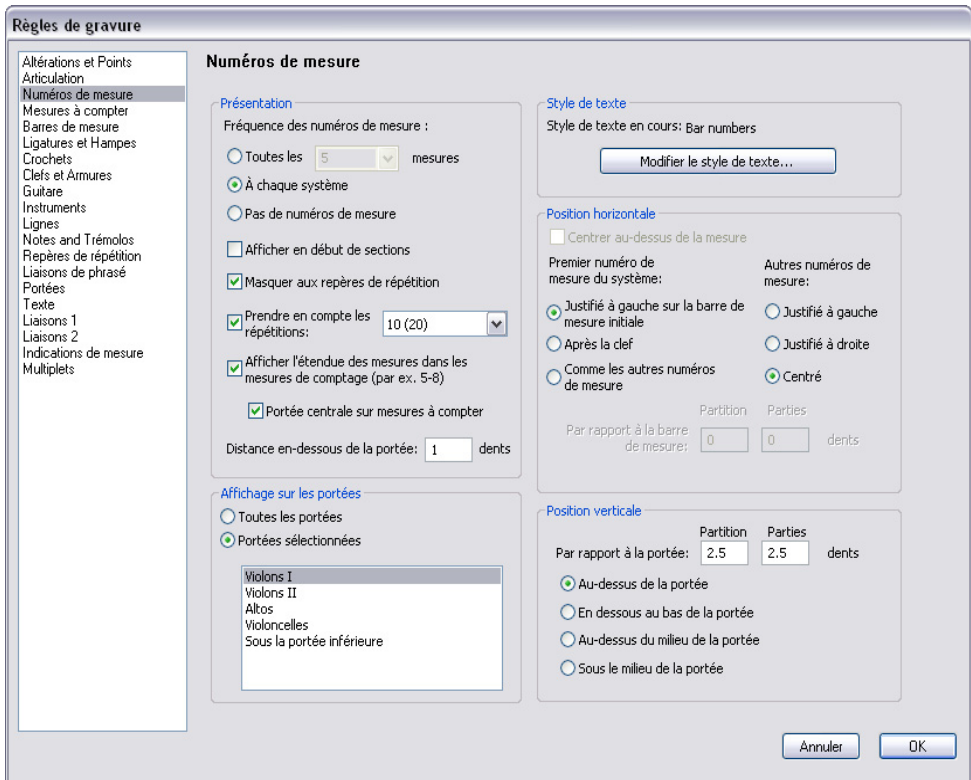 Règles de gravure
Altérations et Points
Articulation
Numéros de mesure
Mesures à compter
Barres de mesure
Ligatures et Hampes
Crochets
Clefs et Armures
Guitare
Instruments
Lignes
Notes and Trémolos
Repères de répétition
Liaisons de phrasé
Portées
Texte
Liaisons 1
Liaisons 2
Indications de mesure
Multiplets
Numéros de mesure
Présentation
Fréquence des numéros de mesure :
Toutes les 5 mesures
À chaque système
Pas de numéros de mesure
Afficher en début de sections
Masquer aux repères de répétition
Prendre en compte les
répétitions: 10 (20)
Afficher l'étendue des mesures dans les
mesures de comptage (par ex. 5-8)
Portée centrale sur mesures à compter
Distance en-dessous de la portée: 1 dents
Affichage sur les portées
Toutes les portées
Portées sélectionnées
Violons I
Violons II
Altos
Violoncelles
Sous la portée inférieure
Style de texte
Style de texte en cours: Bar numbers
Modifier le style de texte...
Position horizontale
Centrer au-dessus de la mesure
Premier numéro de
mesure du système:
Justifié à gauche sur la barre de
mesure initiale
Après la clef
Comme les autres numéros
de mesure
Autres numéros de
mesure:
Justifié à gauche
Justifié à droite
Centré
Partition Parties
Par rapport à la barre
de mesure: 0 0 dents
Position verticale
Partition Parties
Par rapport à la portée: 2.5 2.5 dents
Au-dessus de la portée
En dessous au bas de la portée
Au-dessus du milieu de la portée
Sous le milieu de la portée
Annuler OK